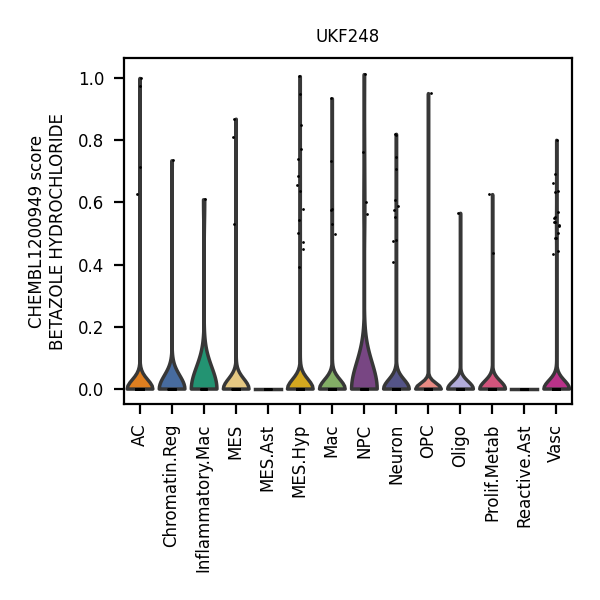 UKF248
CHEMBL1200949 score
BETAZOLE HYDROCHLORIDE
1.0
0.8
0.6
0.4
0.2
0.0
AC
Chromatin.Reg
Inflammatory.Mac
MES
MES.Ast
MES.Hyp
Mac
NPC
Neuron
OPC
Oligo
Prolif.Metab
Reactive.Ast
Vasc